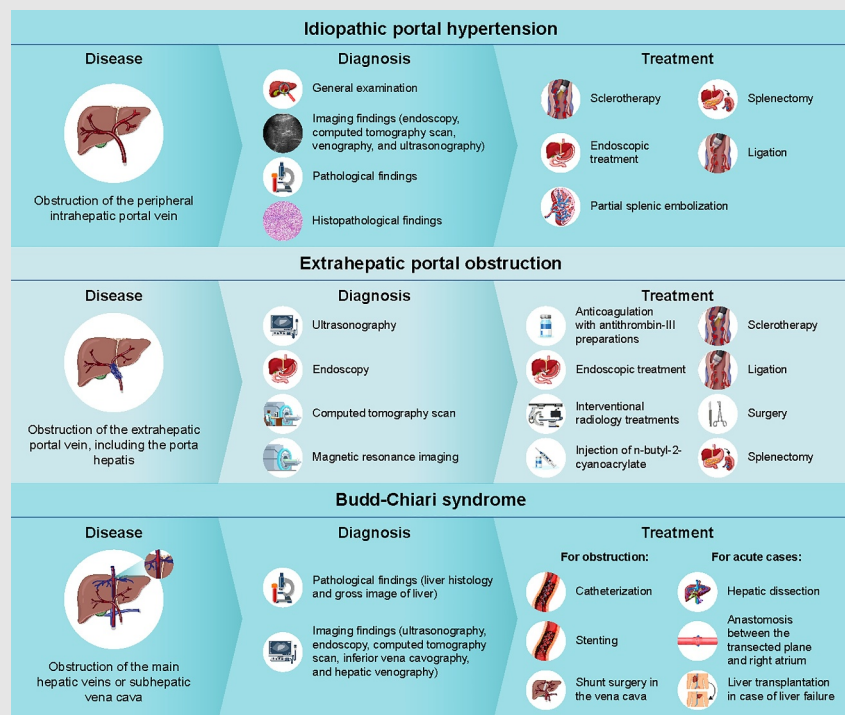 Idiopathic portal hypertension
Disease
Obstruction of the peripheral
intrahepatic portal vein
Diagnosis
General examination
Imaging findings (endoscopy,
computed tomography scan,
venography, and ultrasonography)
Pathological findings
Histopathological findings
Treatment
Sclerotherapy
Splenectomy
Endoscopic
treatment
Ligation
Partial splenic embolization
Extrahepatic portal obstruction
Disease
Obstruction of the extrahepatic
portal vein, including the porta
hepatis
Diagnosis
Ultrasonography
Endoscopy
Computed tomography scan
Magnetic resonance imaging
Treatment
Anticoagulation
with antithrombin-III
preparations
Sclerotherapy
Endoscopic treatment
Ligation
Interventional
radiology treatments
Surgery
Injection of n-butyl-2-
cyanoacrylate
Splenectomy
Budd-Chiari syndrome
Disease
Obstruction of the main
hepatic veins or subhepatic
vena cava
Diagnosis
Pathological findings (liver histology
and gross image of liver)
Imaging findings (ultrasonography,
endoscopy, computed tomography
scan, inferior vena cavography,
and hepatic venography)
Treatment
For obstruction:
Catheterization
Stenting
Shunt surgery in
the vena cava
For acute cases:
Hepatic dissection
Anastomosis
between the
transected plane
and right atrium
Liver transplantation
in case of liver failure